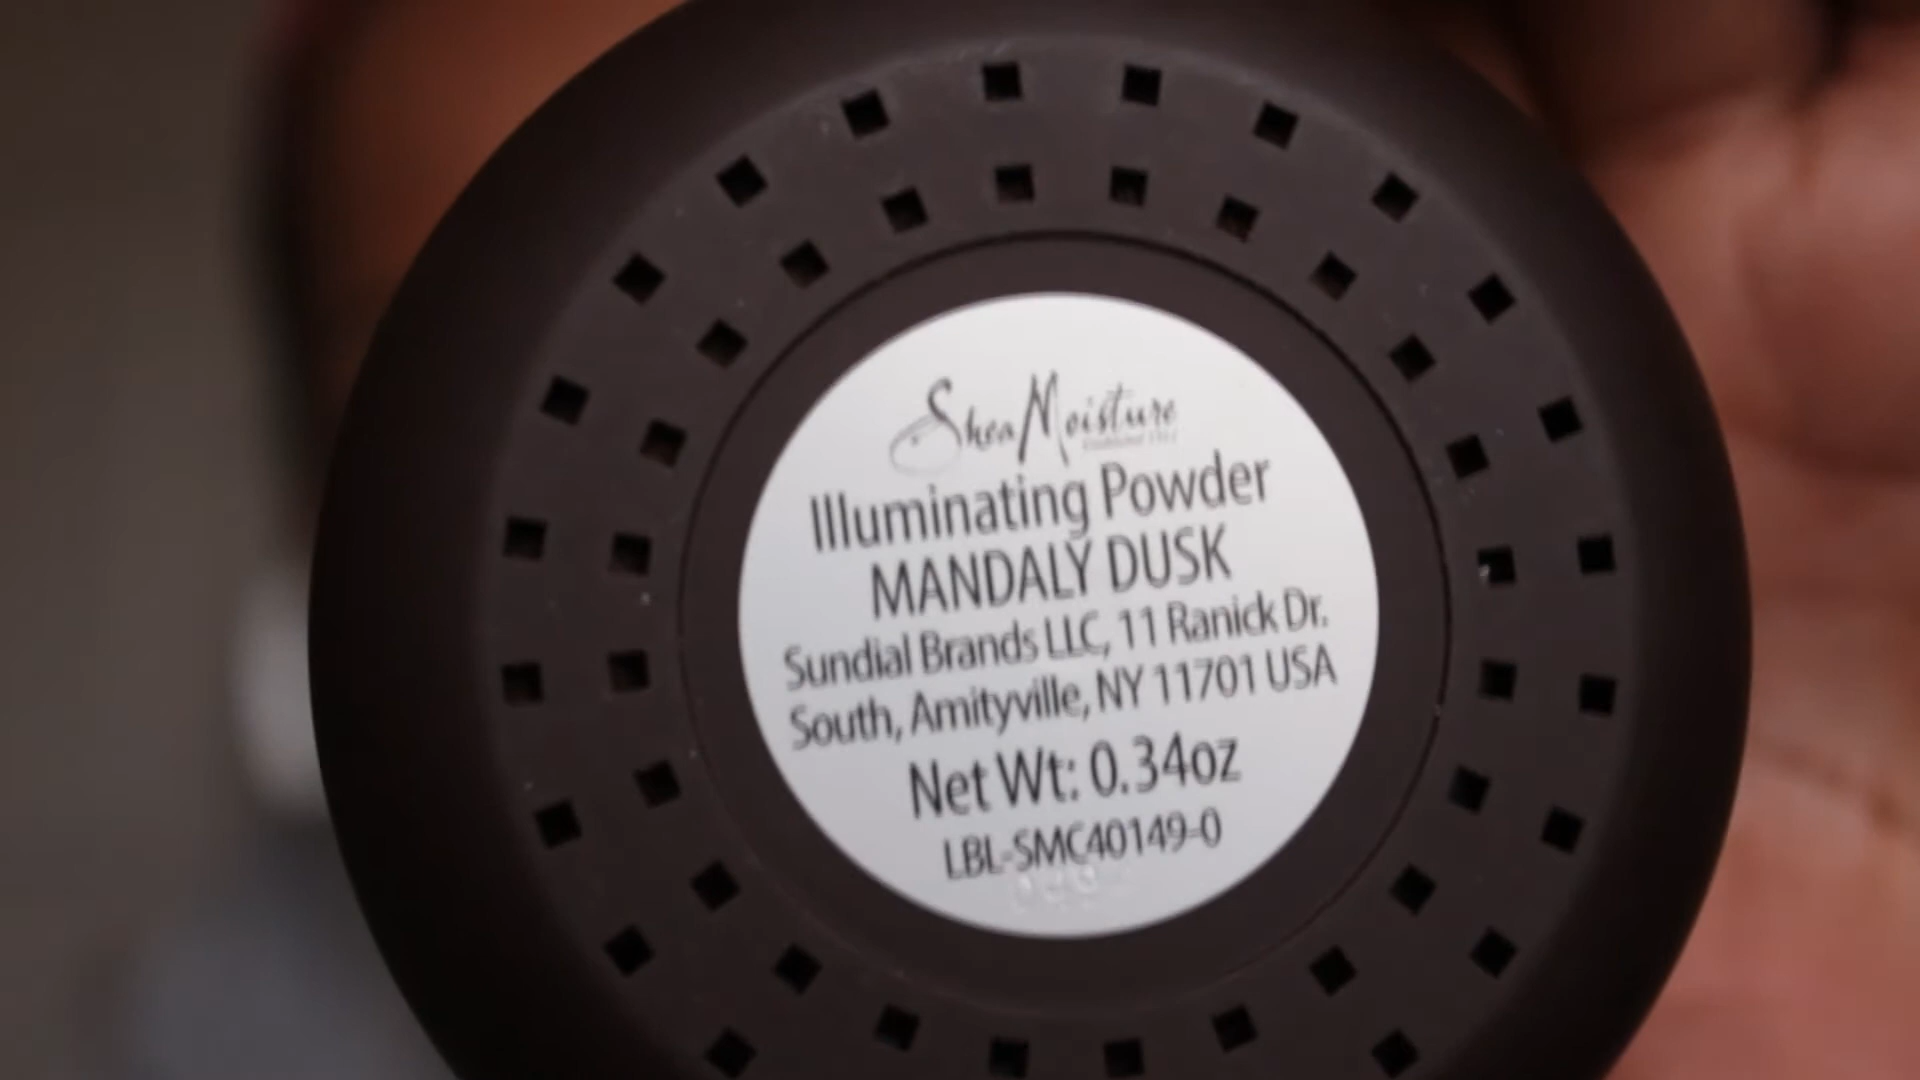 SheaMoisture
Illuminating Powder
MANDALY DUSK
Sundial Brands LLC, 11 Ranick Dr.
South, Amityville, NY 11701 USA
Net Wt: 0.34oz
LBL-SMC40149-0